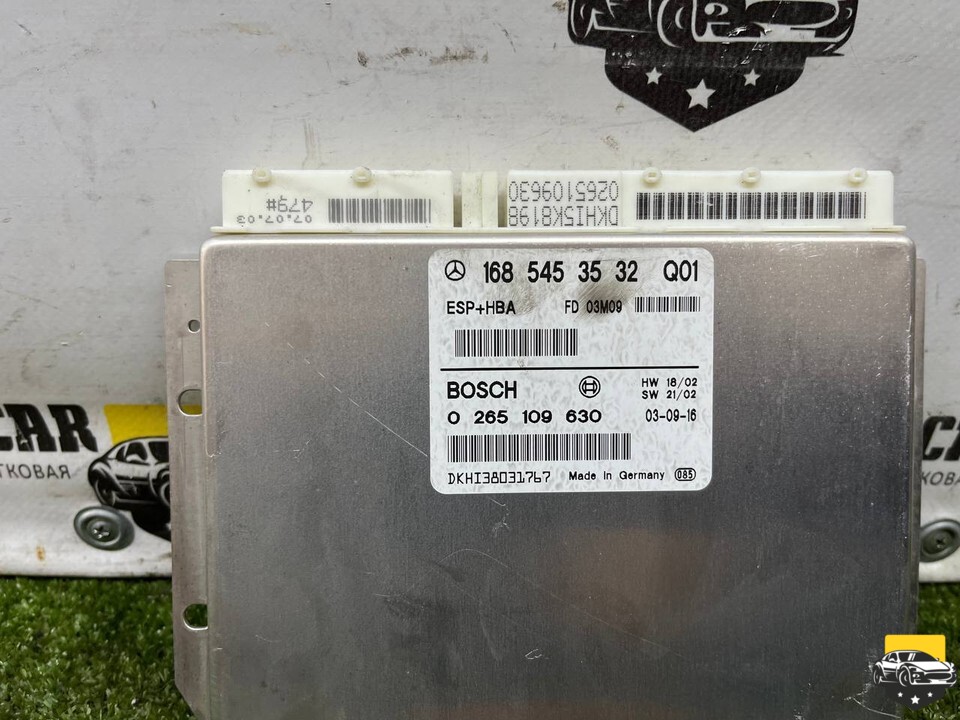 07.07.03
479#
DKHI5K8198
0265109630
168 545 35 32 Q01
ESP+HBA FD 03M09
BOSCH HW 18/02
SW 21/02
0 265 109 630 03-09-16
DKHI38031767 Made in Germany 085
CAR
ТКОВАЯ
CAR
ЛЕГКОВАЯ